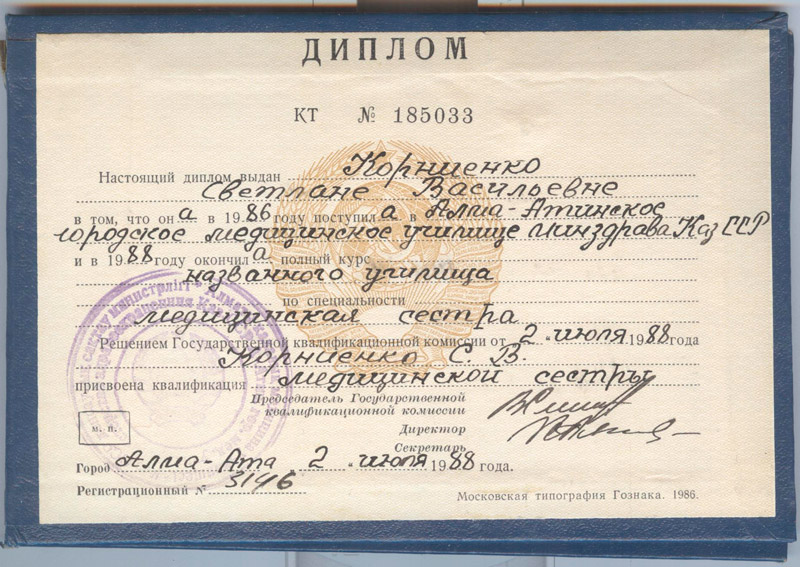 ДИПЛОМ
КТ № 185033
Настоящий диплом выдан Корниенко
Светлане Васильевне
в том, что она в 1986 году поступила в Алма-Атинское
городское медицинское училище Минздрава Каз ССР
и в 1988 году окончила полный курс
названного училища
по специальности
медицинская сестра
Решением Государственной квалификационной комиссии от 2 июля 1988 года
Корниенко С. В.
присвоена квалификация медицинской сестры
Председатель Государственной
квалификационной комиссии
Директор
Секретарь
м. п.
Город Алма-Ата 2 июля 1988 года.
Регистрационный № 31416
Московская типография Гознака. 1986.